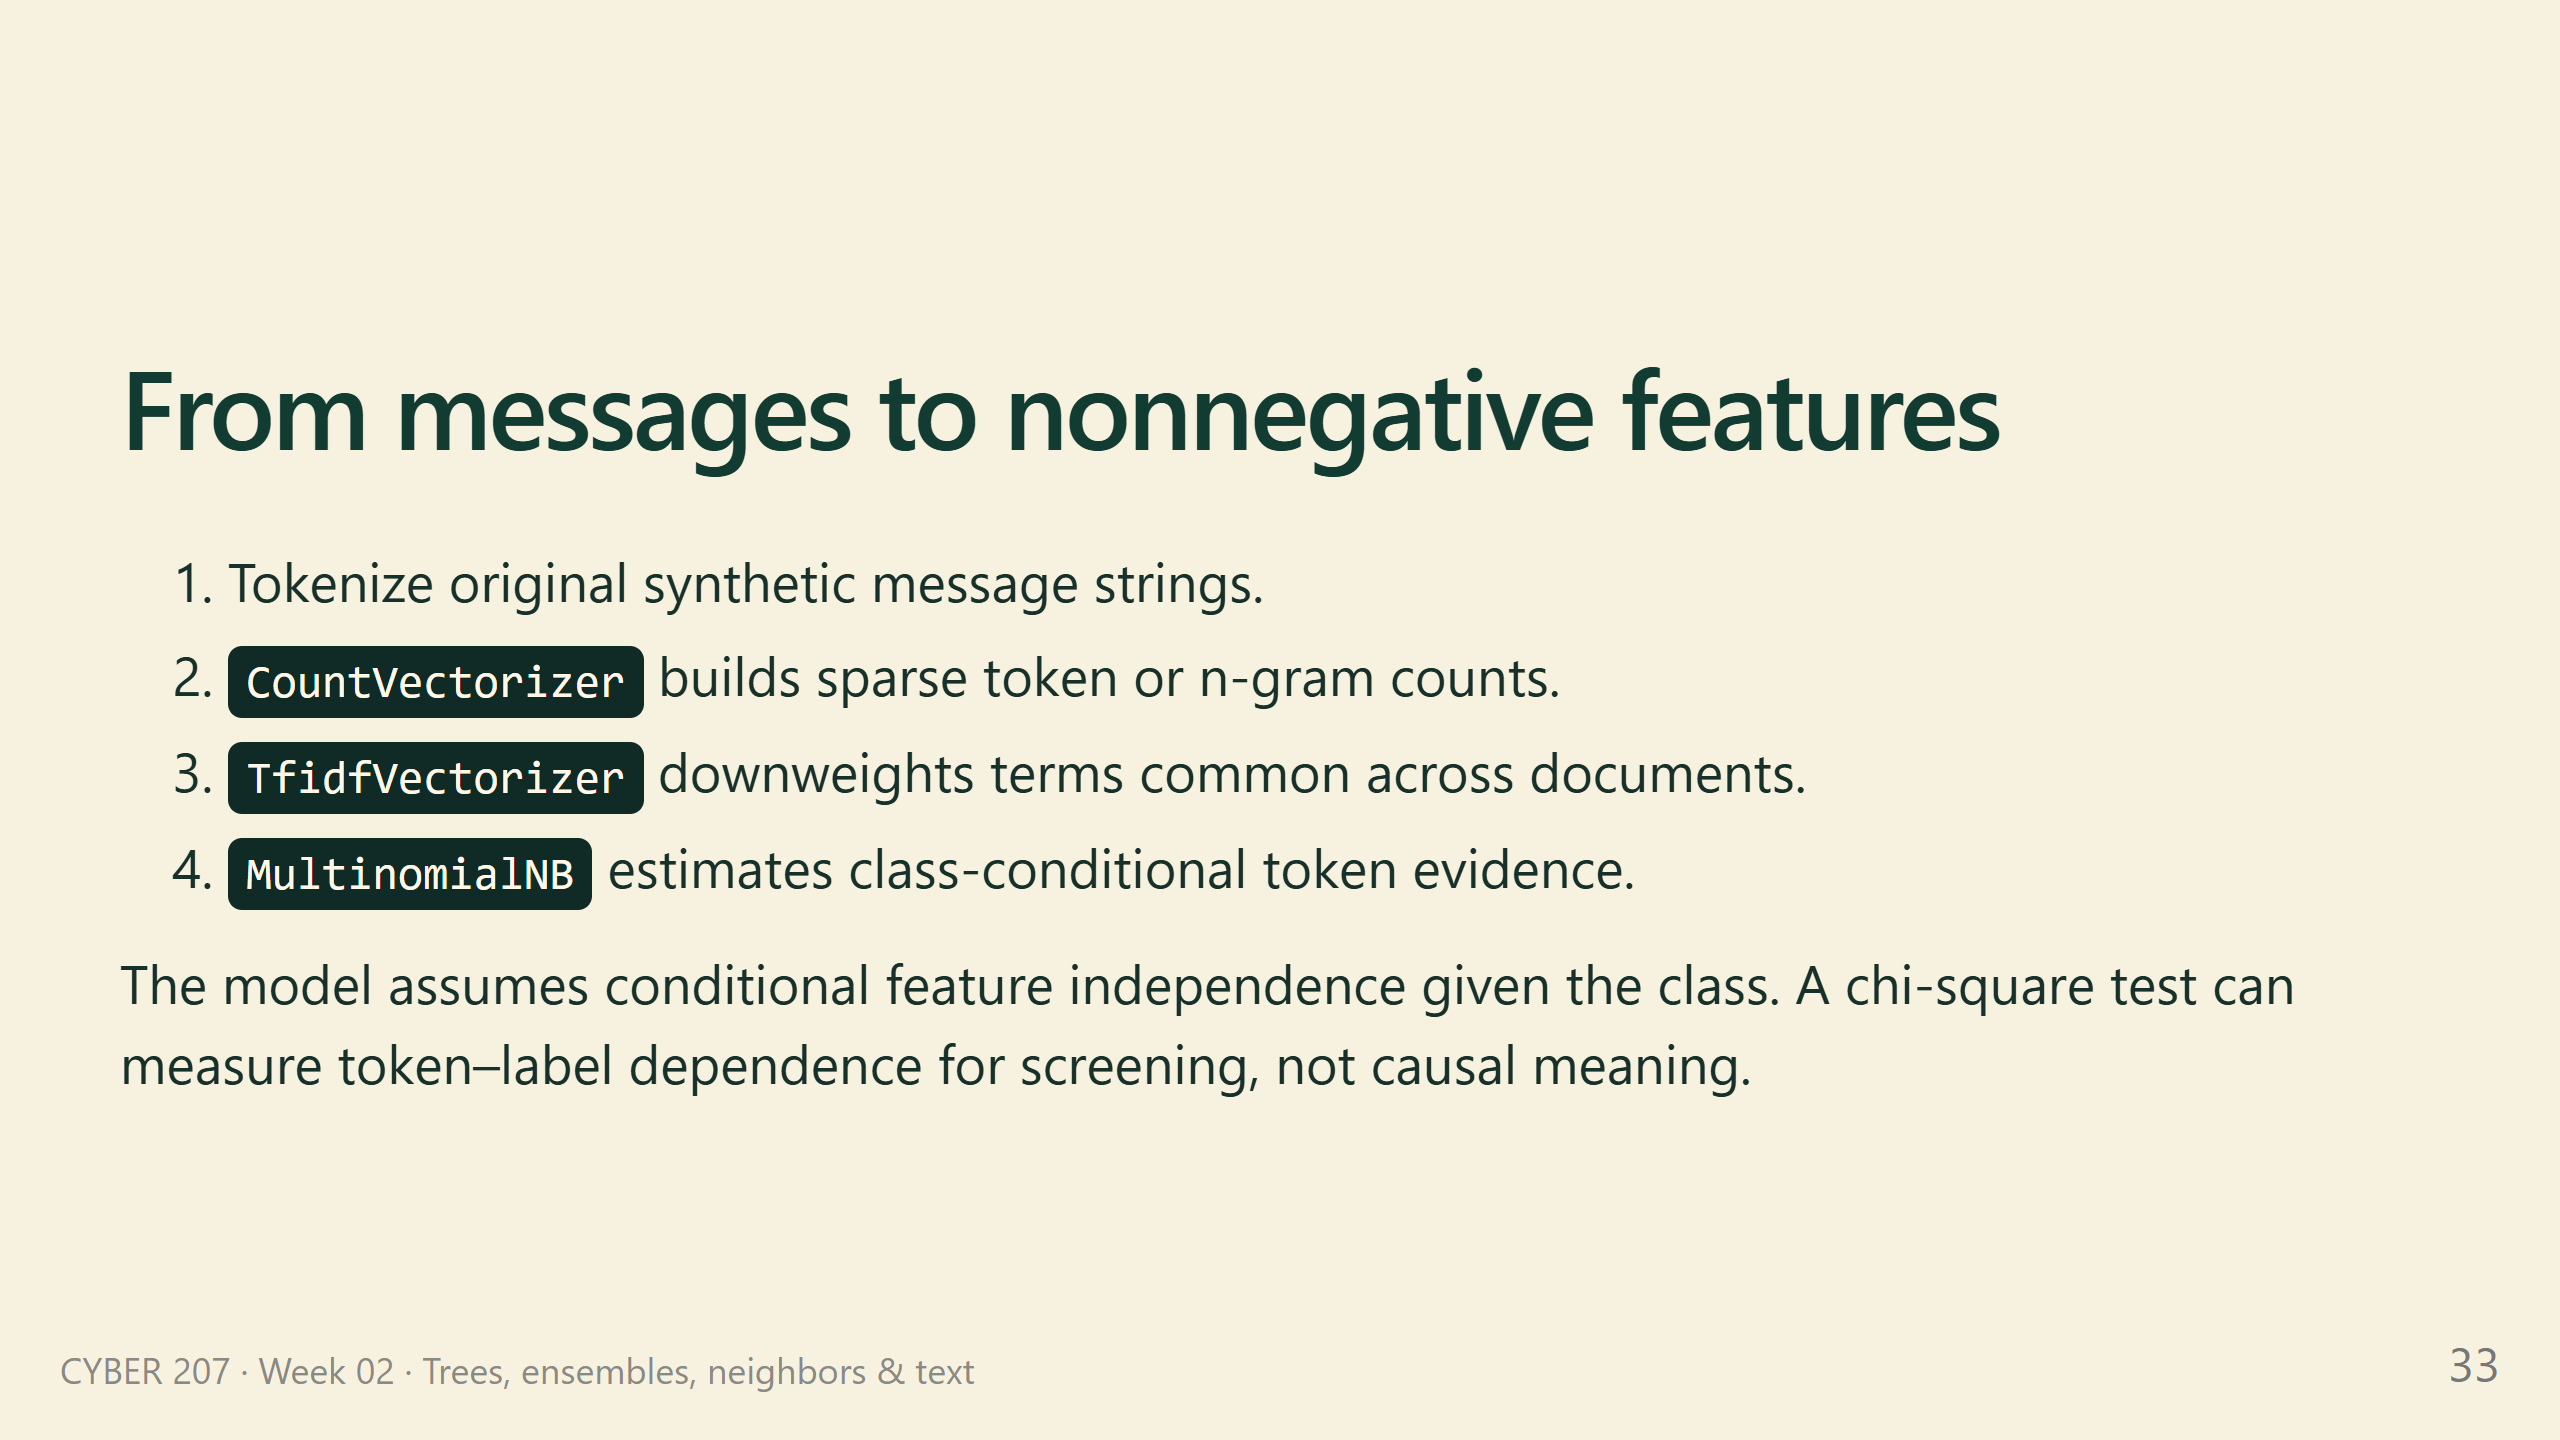 From messages to nonnegative features
1. Tokenize original synthetic message strings.
2. CountVectorizer builds sparse token or n-gram counts.
3. TfidfVectorizer downweights terms common across documents.
4. MultinomialNB estimates class-conditional token evidence.
The model assumes conditional feature independence given the class. A chi-square test can
measure token–label dependence for screening, not causal meaning.
CYBER 207 · Week 02 · Trees, ensembles, neighbors & text
33